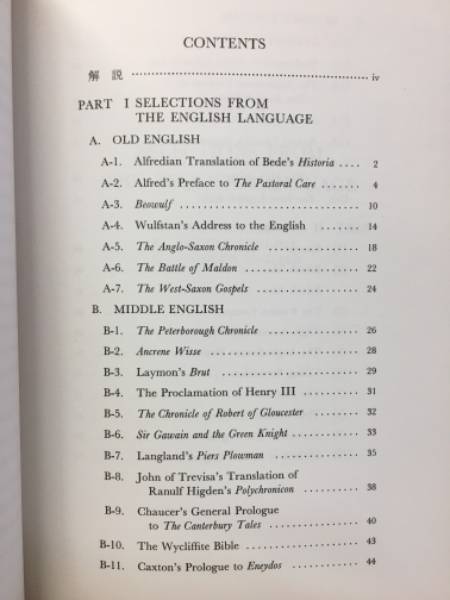 CONTENTS
解 説 ................................................ iv
PART I SELECTIONS FROM
THE ENGLISH LANGUAGE
A. OLD ENGLISH
A-1. Alfredian Translation of Bede's Historia .... 2
A-2. Alfred's Preface to The Pastoral Care ....... 4
A-3. Beowulf .............................. 10
A-4. Wulfstan's Address to the English ....... 14
A-5. The Anglo-Saxon Chronicle ................ 18
A-6. The Battle of Maldon .................... 22
A-7. The West-Saxon Gospels .................. 24
B. MIDDLE ENGLISH
B-1. The Peterborough Chronicle ................ 26
B-2. Ancrene Wisse .......................... 28
B-3. Laymon's Brut ........................ 29
B-4. The Proclamation of Henry III .......... 31
B-5. The Chronicle of Robert of Gloucester ........ 32
B-6. Sir Gawain and the Green Knight ............ 33
B-7. Langland's Piers Plowman .............. 35
B-8. John of Trevisa's Translation of
Ranulf Higden's Polychronicon .......... 38
B-9. Chaucer's General Prologue
to The Canterbury Tales .............. 40
B-10. The Wycliffite Bible .................... 43
B-11. Caxton's Prologue to Eneydos ............ 44